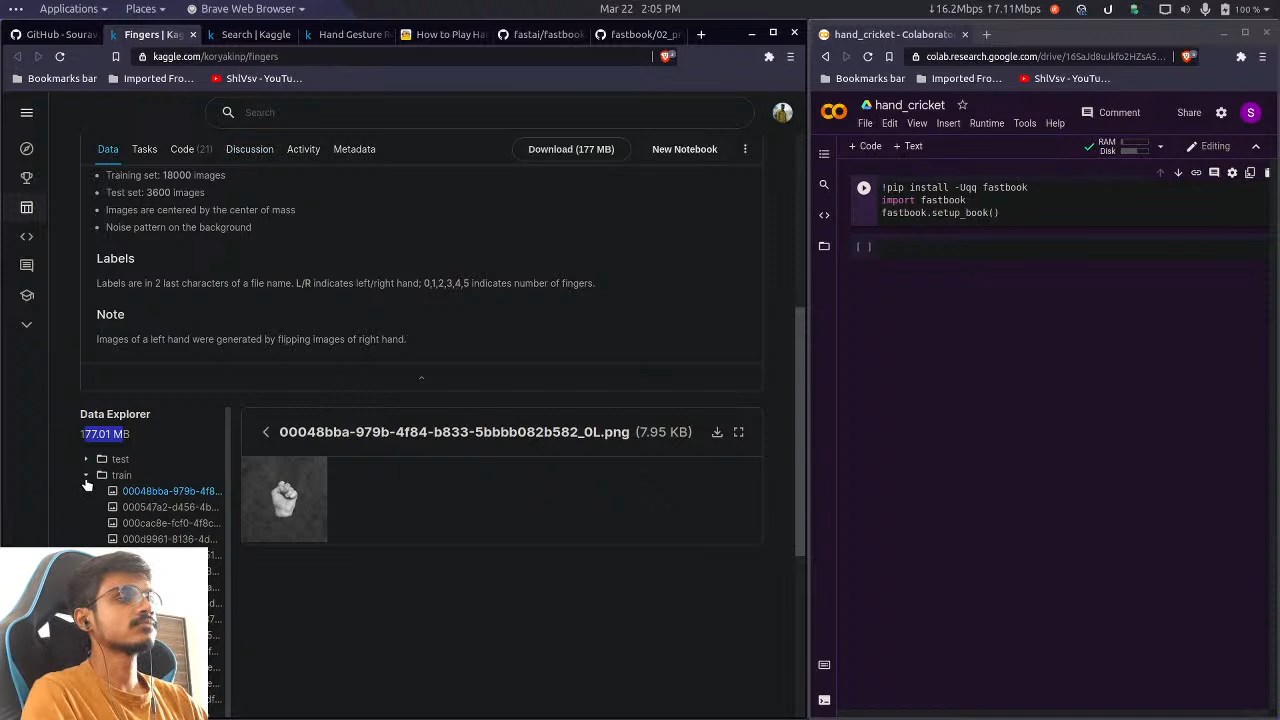 Applications
Places
Brave Web Browser
Mar 22 2:05 PM
↓16.2Mbps↑7.11Mbps
U
100 %
GitHub - Sourav
Fingers | Kag
Search | Kaggle
Hand Gesture R
How to Play Han
fastai/fastbook
fastbook/02_pr
kaggle.com/koryakinp/fingers
Bookmarks bar
Imported Fro...
ShlVsv - YouTu...
Search
Data
Tasks
Code (21)
Discussion
Activity
Metadata
Download (177 MB)
New Notebook
Training set: 18000 images
Test set: 3600 images
Images are centered by the center of mass
Noise pattern on the background
Labels
Labels are in 2 last characters of a file name. L/R indicates left/right hand; 0,1,2,3,4,5 indicates number of fingers.
Note
Images of a left hand were generated by flipping images of right hand.
Data Explorer
177.01 MB
test
train
00048bba-979b-4f8...
000547a2-d456-4b...
000cac8e-fcf0-4f8c...
000d9961-8136-4d...
00048bba-979b-4f84-b833-5bbbb082b582_0L.png (7.95 KB)
hand_cricket - Colaborato
colab.research.google.com/drive/16SaJd8uJkfo2HZsA5...
Bookmarks bar
Imported Fro...
ShlVsv - YouTu...
hand_cricket
Comment
Share
S
File
Edit
View
Insert
Runtime
Tools
Help
+ Code
+ Text
RAM
Disk
Editing
!pip install -Uqq fastbook
import fastbook
fastbook.setup_book()
[ ]